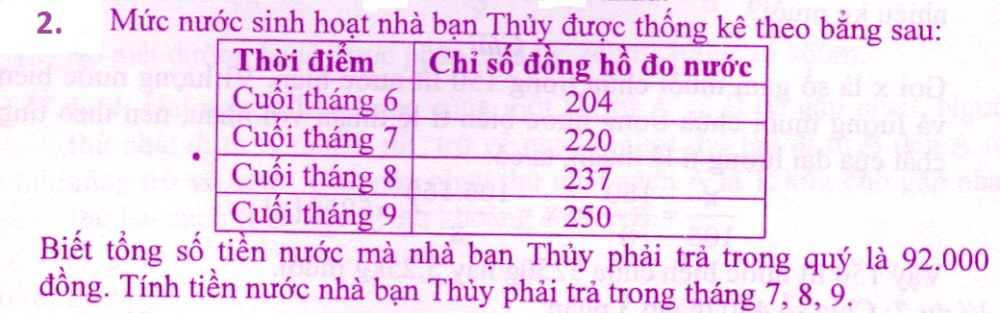 2. Mức nước sinh hoạt nhà bạn Thủy được thống kê theo bảng sau:
Thời điểm Chỉ số đồng hồ đo nước
Cuối tháng 6 204
Cuối tháng 7 220
Cuối tháng 8 237
Cuối tháng 9 250
Biết tổng số tiền nước mà nhà bạn Thủy phải trả trong quý là 92.000
đồng. Tính tiền nước nhà bạn Thủy phải trả trong tháng 7, 8, 9.